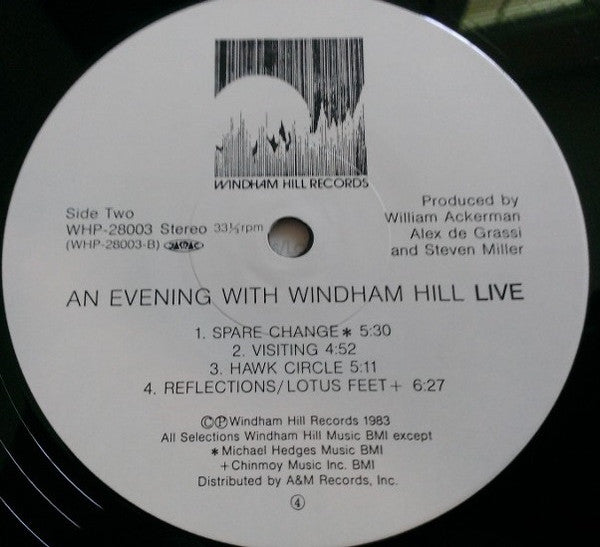 WINDHAM HILL RECORDS
Side Two
WHP-28003 Stereo 33⅓rpm
(WHP-28003-B)
Produced by
William Ackerman
Alex de Grassi
and Steven Miller
AN EVENING WITH WINDHAM HILL LIVE
1. SPARE CHANGE* 5:30
2. VISITING 4:52
3. HAWK CIRCLE 5:11
4. REFLECTIONS/LOTUS FEET+ 6:27
©℗Windham Hill Records 1983
All Selections Windham Hill Music BMI except
*Michael Hedges Music BMI
+Chinmoy Music Inc. BMI
Distributed by A&M Records, Inc.
④